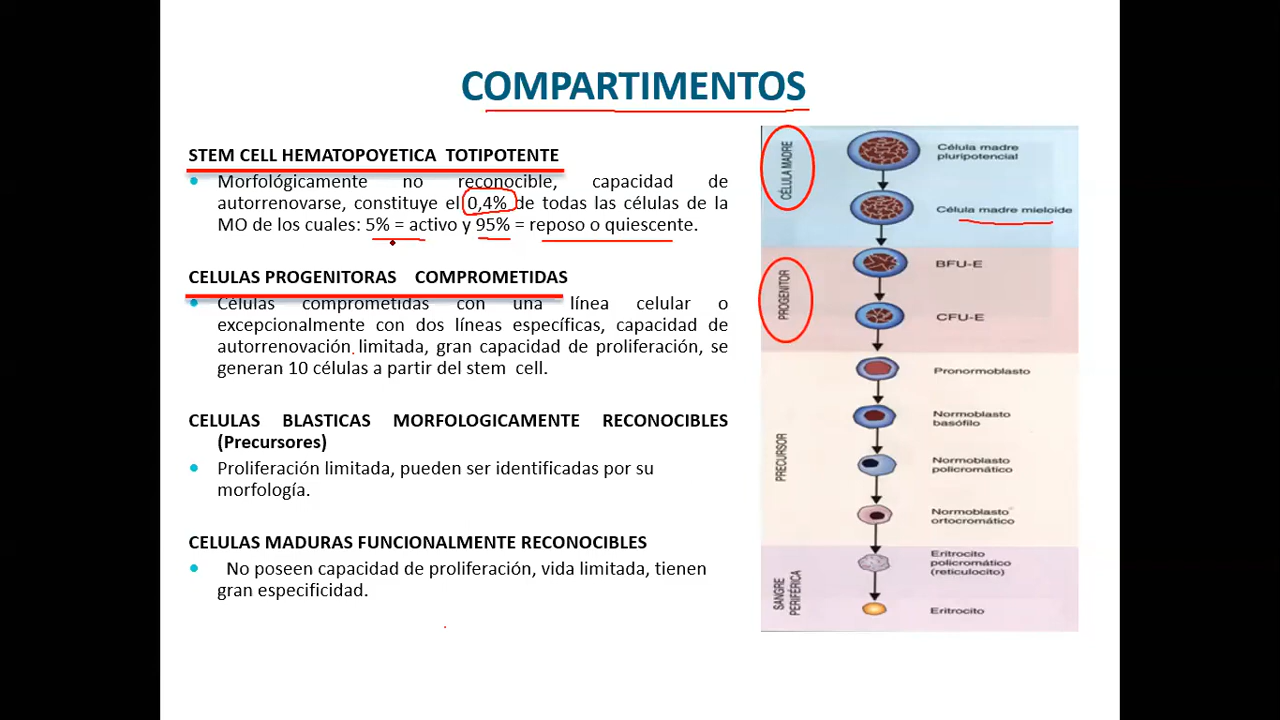 COMPARTIMENTOS
STEM CELL HEMATOPOYETICA TOTIPOTENTE
Morfológicamente no reconocible, capacidad de
autorrenovarse, constituye el 0,4% de todas las células de la
MO de los cuales: 5% = activo y 95% = reposo o quiescente.
CELULAS PROGENITORAS COMPROMETIDAS
Células comprometidas con una línea celular o
excepcionalmente con dos líneas específicas, capacidad de
autorrenovación limitada, gran capacidad de proliferación, se
generan 10 células a partir del stem cell.
CELULAS BLASTICAS MORFOLOGICAMENTE RECONOCIBLES
(Precursores)
Proliferación limitada, pueden ser identificadas por su
morfología.
CELULAS MADURAS FUNCIONALMENTE RECONOCIBLES
No poseen capacidad de proliferación, vida limitada, tienen
gran especificidad.
CÉLULA MADRE
Célula madre
pluripotencial
Célula madre mieloide
PROGENITOR
BFU-E
CFU-E
PRECURSOR
Pronormoblasto
Normoblasto
basófilo
Normoblasto
policromático
Normoblasto
ortocromático
SANGRE
PERIFÉRICA
Eritrocito
policromático
(reticulocito)
Eritrocito